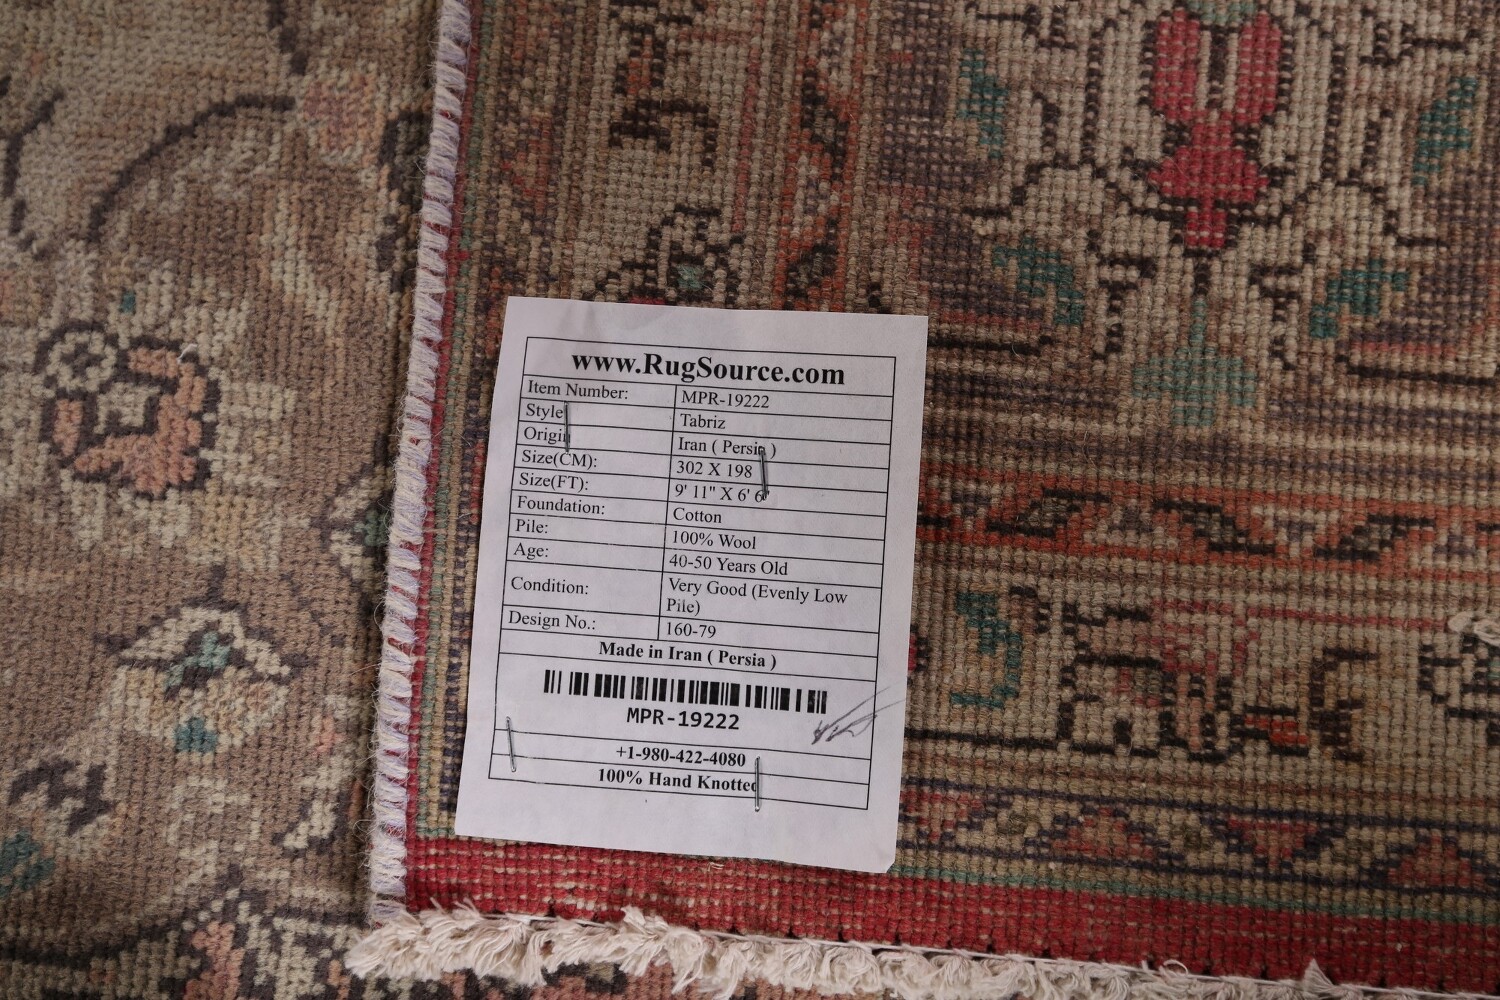 www.RugSource.com
Item Number: MPR-19222
Style: Tabriz
Origin Iran ( Persia )
Size(CM): 302 X 198
Size(FT): 9' 11" X 6' 6"
Foundation: Cotton
Pile: 100% Wool
Age: 40-50 Years Old
Condition: Very Good (Evenly Low
Pile)
Design No.: 160-79
Made in Iran ( Persia )
MPR-19222
+1-980-422-4080
100% Hand Knotted